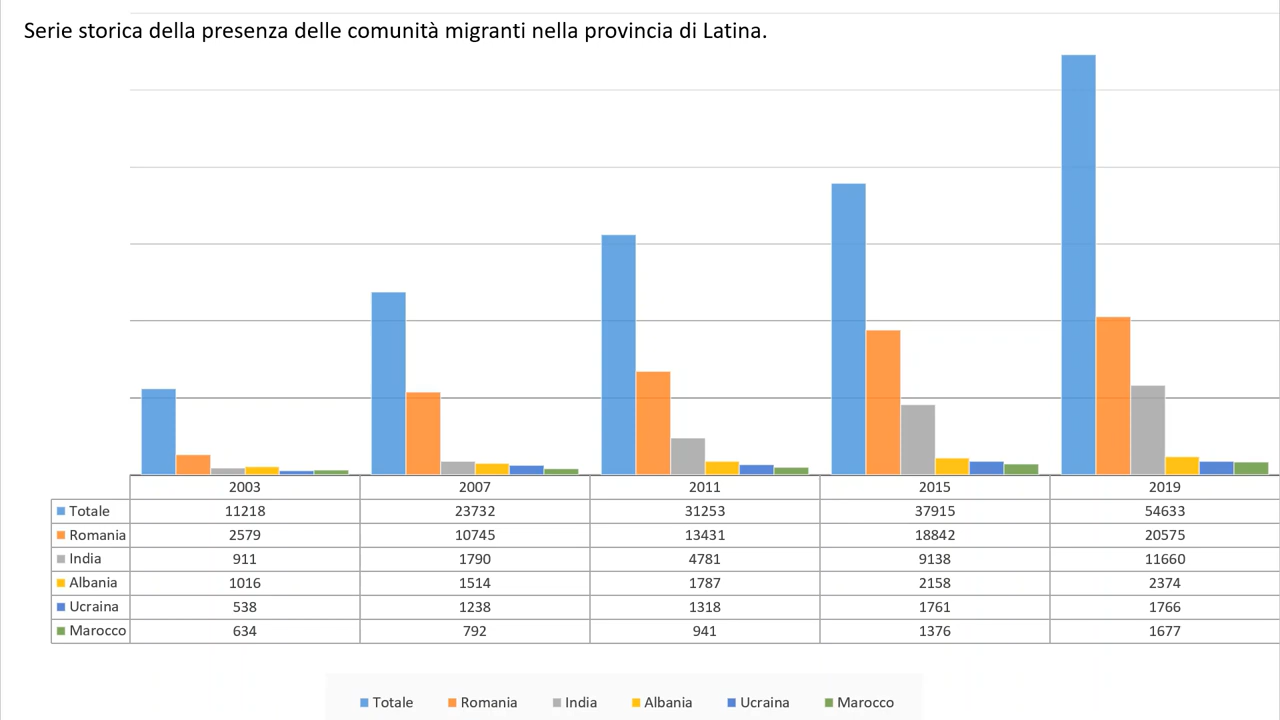 Serie storica della presenza delle comunità migranti nella provincia di Latina.
2003 2007 2011 2015 2019
Totale 11218 23732 31253 37915 54633
Romania 2579 10745 13431 18842 20575
India 911 1790 4781 9138 11660
Albania 1016 1514 1787 2158 2374
Ucraina 538 1238 1318 1761 1766
Marocco 634 792 941 1376 1677
Totale Romania India Albania Ucraina Marocco